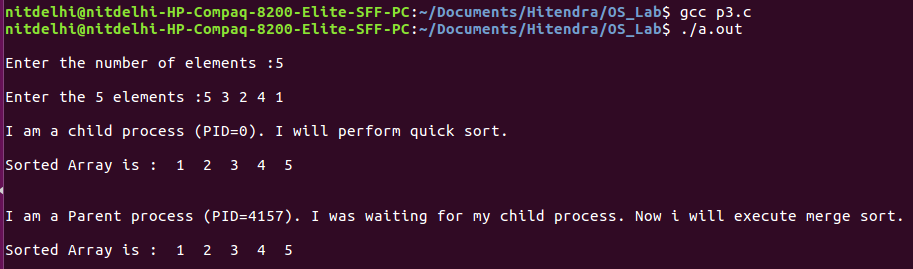 nitdelhi@nitdelhi-HP-Compaq-8200-Elite-SFF-PC:~/Documents/Hitendra/OS_Lab$ gcc p3.c
nitdelhi@nitdelhi-HP-Compaq-8200-Elite-SFF-PC:~/Documents/Hitendra/OS_Lab$ ./a.out
Enter the number of elements :5
Enter the 5 elements :5 3 2 4 1
I am a child process (PID=0). I will perform quick sort.
Sorted Array is :  1  2  3  4  5
I am a Parent process (PID=4157). I was waiting for my child process. Now i will execute merge sort.
Sorted Array is :  1  2  3  4  5